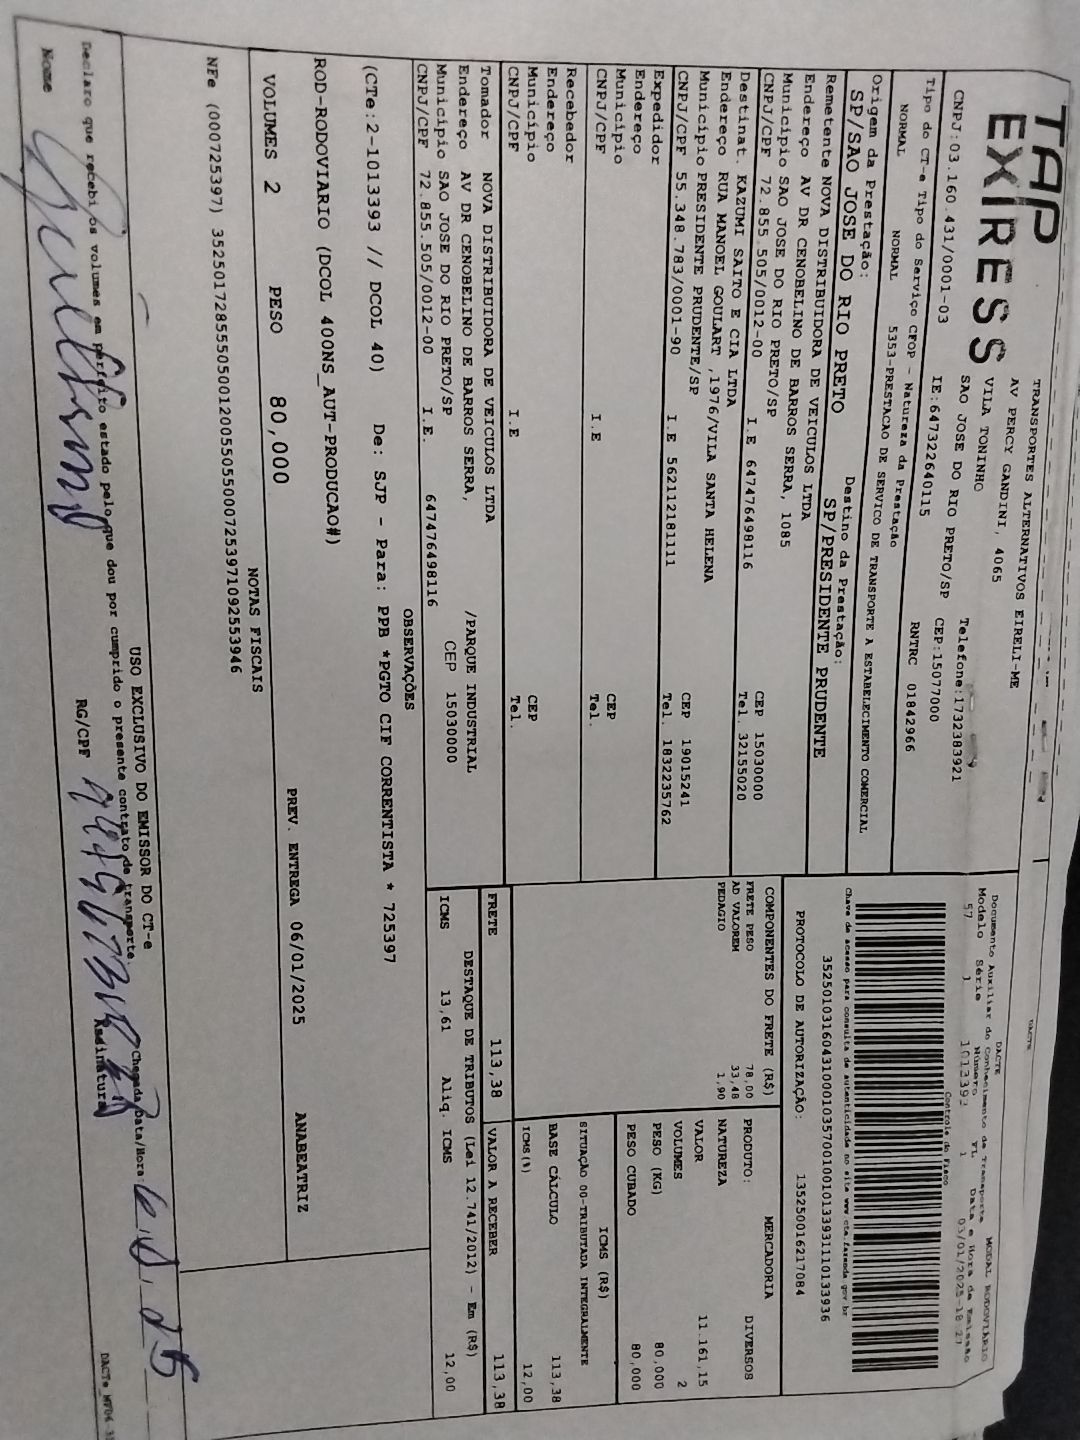 TAP
EXPRESS
TRANSPORTES ALTERNATIVOS EIRELI-ME
AV PERCY GANDINI, 4065
VILA TONINHO
SAO JOSE DO RIO PRETO/SP
Telefone:1732383921
CNPJ:03.160.431/0001-03
IE:647322640115
CEP:15077000
RNTRC 01842966
DACTE
DACTE
MODAL RODOVIÁRIO
Documento Auxiliar do Conhecimento de Transporte
Modelo Série Número FL Data e Hora de Emissão
57 1 1013393 1 03/01/2025-18:27
Controle do Fisco
Tipo do CT-e Tipo do Serviço CFOP - Natureza da Prestação
NORMAL NORMAL 5353-PRESTACAO DE SERVICO DE TRANSPORTE A ESTABELECIMENTO COMERCIAL
Chave de acesso para consulta de autenticidade no site www.cte.fazenda.gov.br
35250103160431000103570010010133931110133936
Origem da Prestação: Destino da Prestação:
SP/SAO JOSE DO RIO PRETO SP/PRESIDENTE PRUDENTE
PROTOCOLO DE AUTORIZAÇÃO: 135250016217084
Remetente NOVA DISTRIBUIDORA DE VEICULOS LTDA
Endereço AV DR CENOBELINO DE BARROS SERRA, 1085
Município SAO JOSE DO RIO PRETO/SP CEP 15030000
CNPJ/CPF 72.855.505/0012-00 I.E 647476498116 Tel. 32155020
Destinat. KAZUMI SAITO E CIA LTDA
Endereço RUA MANOEL GOULART ,1976/VILA SANTA HELENA
Município PRESIDENTE PRUDENTE/SP CEP 19015241
CNPJ/CPF 55.348.783/0001-90 I.E 562112181111 Tel. 1832235762
Expedidor
Endereço
Município CEP
CNPJ/CPF I.E Tel.
Recebedor
Endereço
Município CEP
CNPJ/CPF I.E Tel.
Tomador NOVA DISTRIBUIDORA DE VEICULOS LTDA
Endereço AV DR CENOBELINO DE BARROS SERRA, /PARQUE INDUSTRIAL
Município SAO JOSE DO RIO PRETO/SP CEP 15030000
CNPJ/CPF 72.855.505/0012-00 I.E. 647476498116
COMPONENTES DO FRETE (R$)
FRETE PESO 78,00
AD VALOREM 33,48
PEDAGIO 1,90
MERCADORIA
PRODUTO: DIVERSOS
NATUREZA
VALOR 11.161,15
VOLUMES 2
PESO (KG) 80,000
PESO CUBADO 80,000
ICMS (R$)
SITUAÇÃO 00-TRIBUTADA INTEGRALMENTE
BASE CÁLCULO 113,38
ICMS(%) 12,00
FRETE 113,38 VALOR A RECEBER 113,38
DESTAQUE DE TRIBUTOS (Lei 12.741/2012) - Em (R$)
ICMS 13,61 Aliq. ICMS 12,00
OBSERVAÇÕES
(CTe:2-1013393 // DCOL 40) De: SJP - Para: PPB *PGTO CIF CORRENTISTA * 725397
ROD-RODOVIARIO (DCOL 400NS_AUT-PRODUCAO#)
VOLUMES 2 PESO 80,000 PREV. ENTREGA 06/01/2025 ANABEATRIZ
NOTAS FISCAIS
NFe (000725397) 35250172855505001200550550007253971092553946
USO EXCLUSIVO DO EMISSOR DO CT-e
Declaro que recebi os volumes em perfeito estado pelo que dou por cumprido o presente contrato de transporte.
Chegada Data/Hora:
Nome RG/CPF Assinatura